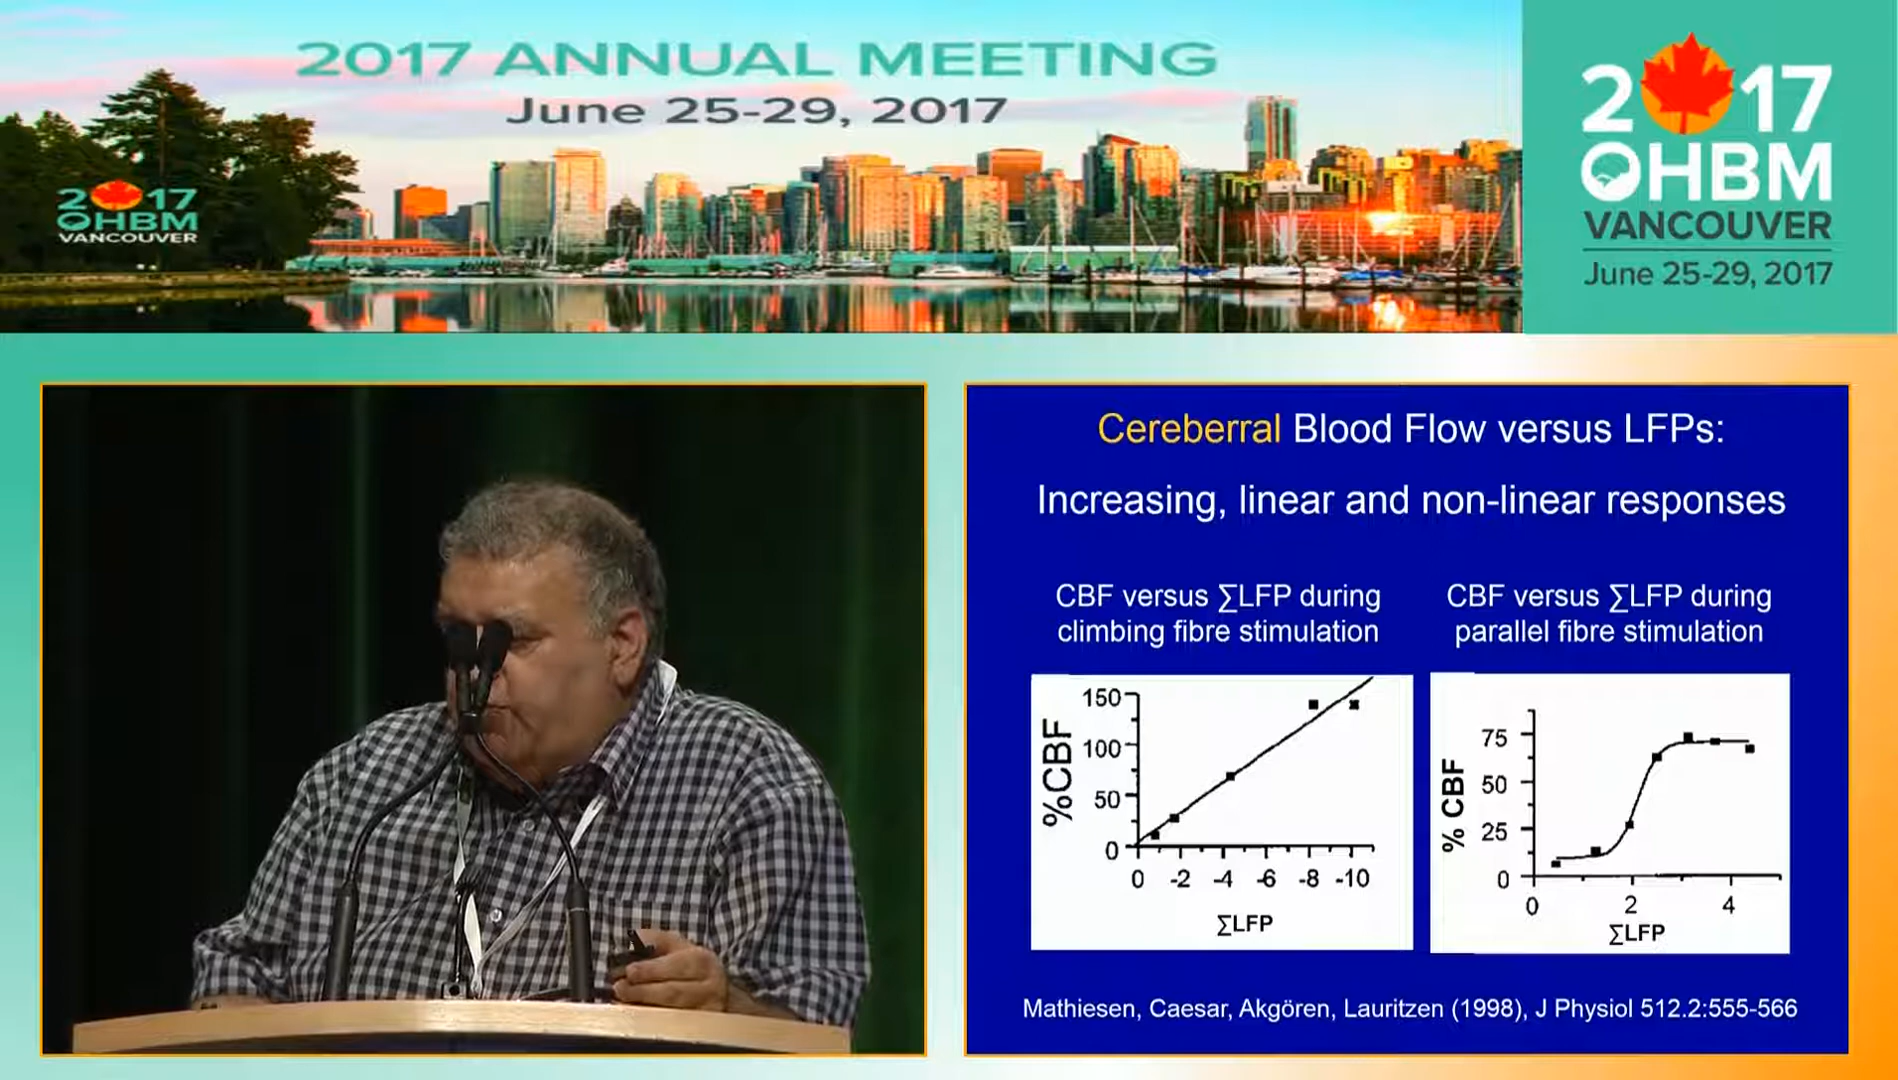 2017 ANNUAL MEETING
June 25-29, 2017
2017
OHBM
VANCOUVER
2017
OHBM
VANCOUVER
June 25-29, 2017
Cereberral Blood Flow versus LFPs:
Increasing, linear and non-linear responses
CBF versus ∑LFP during
climbing fibre stimulation
CBF versus ∑LFP during
parallel fibre stimulation
%CBF
150
100
50
0
0 -2 -4 -6 -8 -10
∑LFP
% CBF
75
50
25
0
0 2 4
∑LFP
Mathiesen, Caesar, Akgören, Lauritzen (1998), J Physiol 512.2:555-566